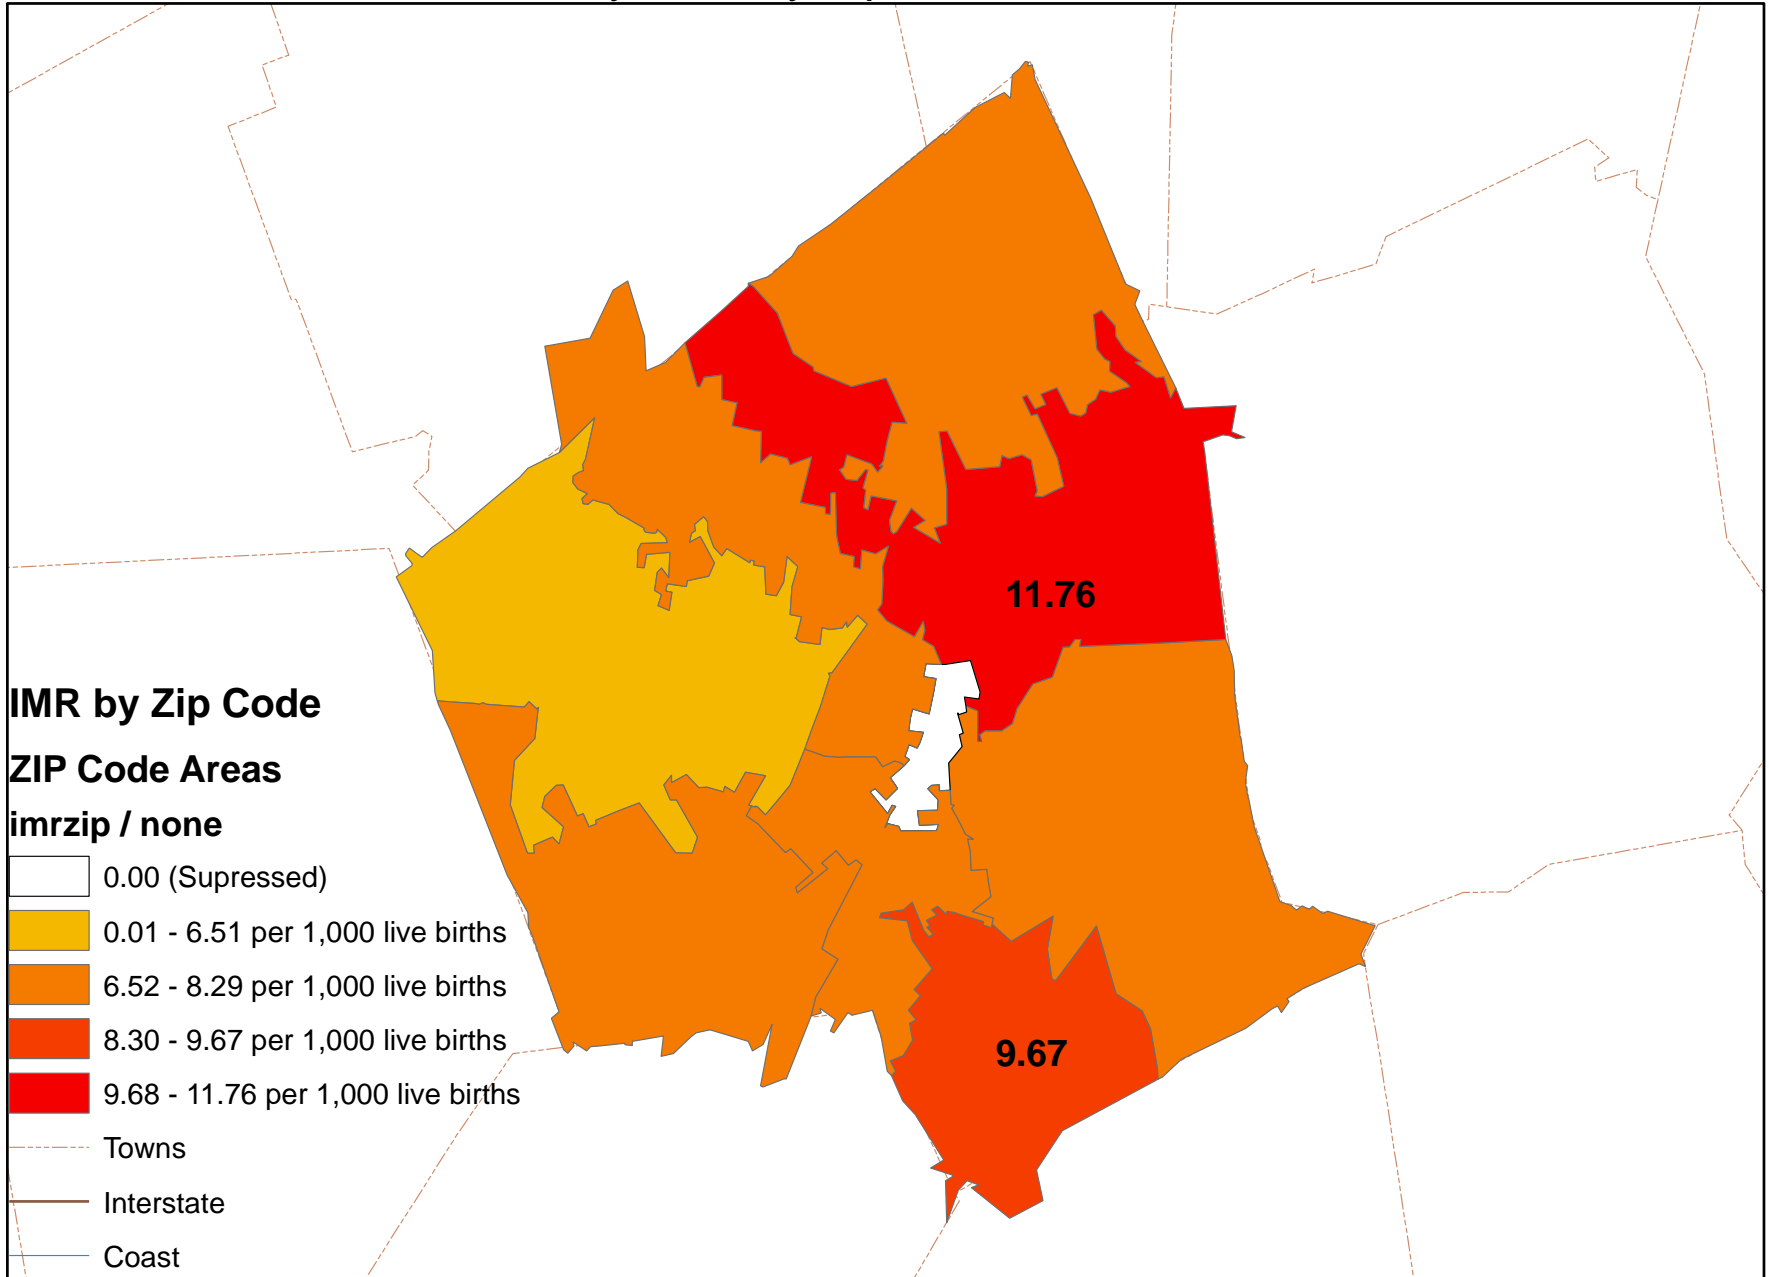 11.76
9.67
IMR by Zip Code
ZIP Code Areas
imrzip / none
0.00 (Supressed)
0.01 - 6.51 per 1,000 live births
6.52 - 8.29 per 1,000 live births
8.30 - 9.67 per 1,000 live births
9.68 - 11.76 per 1,000 live births
Towns
Interstate
Coast